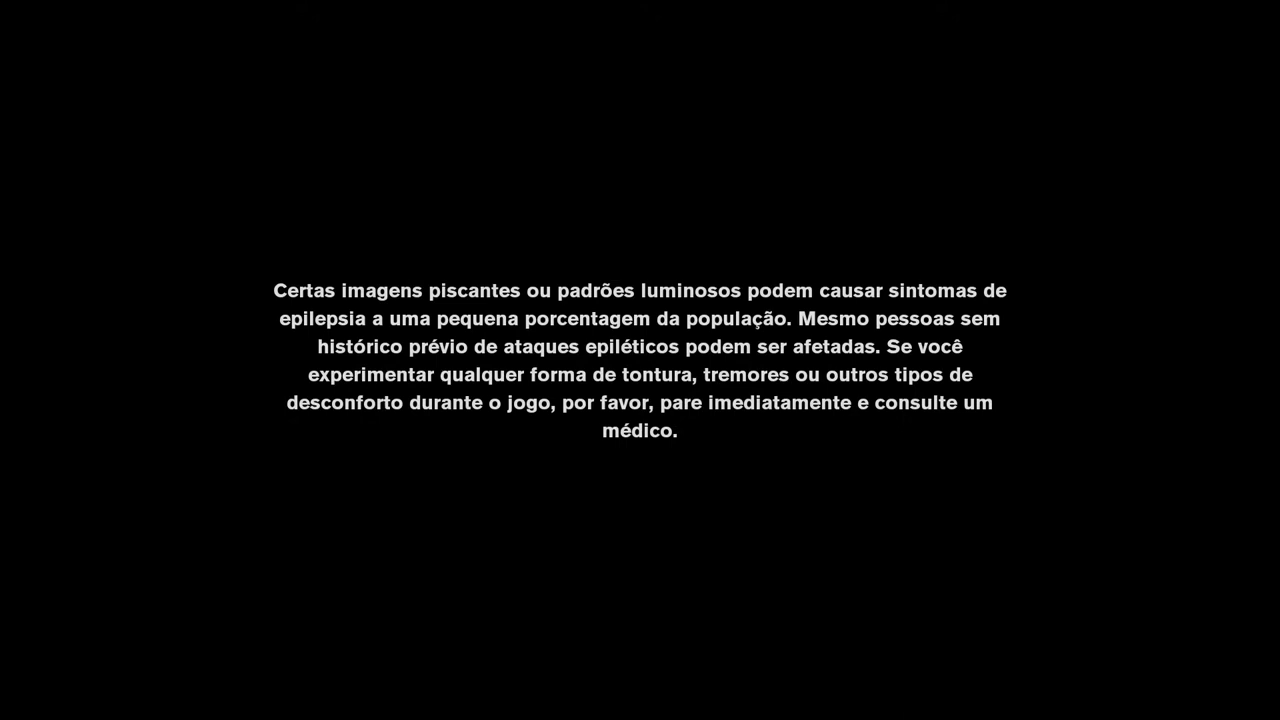 Certas imagens piscantes ou padrões luminosos podem causar sintomas de
epilepsia a uma pequena porcentagem da população. Mesmo pessoas sem
histórico prévio de ataques epiléticos podem ser afetadas. Se você
experimentar qualquer forma de tontura, tremores ou outros tipos de
desconforto durante o jogo, por favor, pare imediatamente e consulte um
médico.